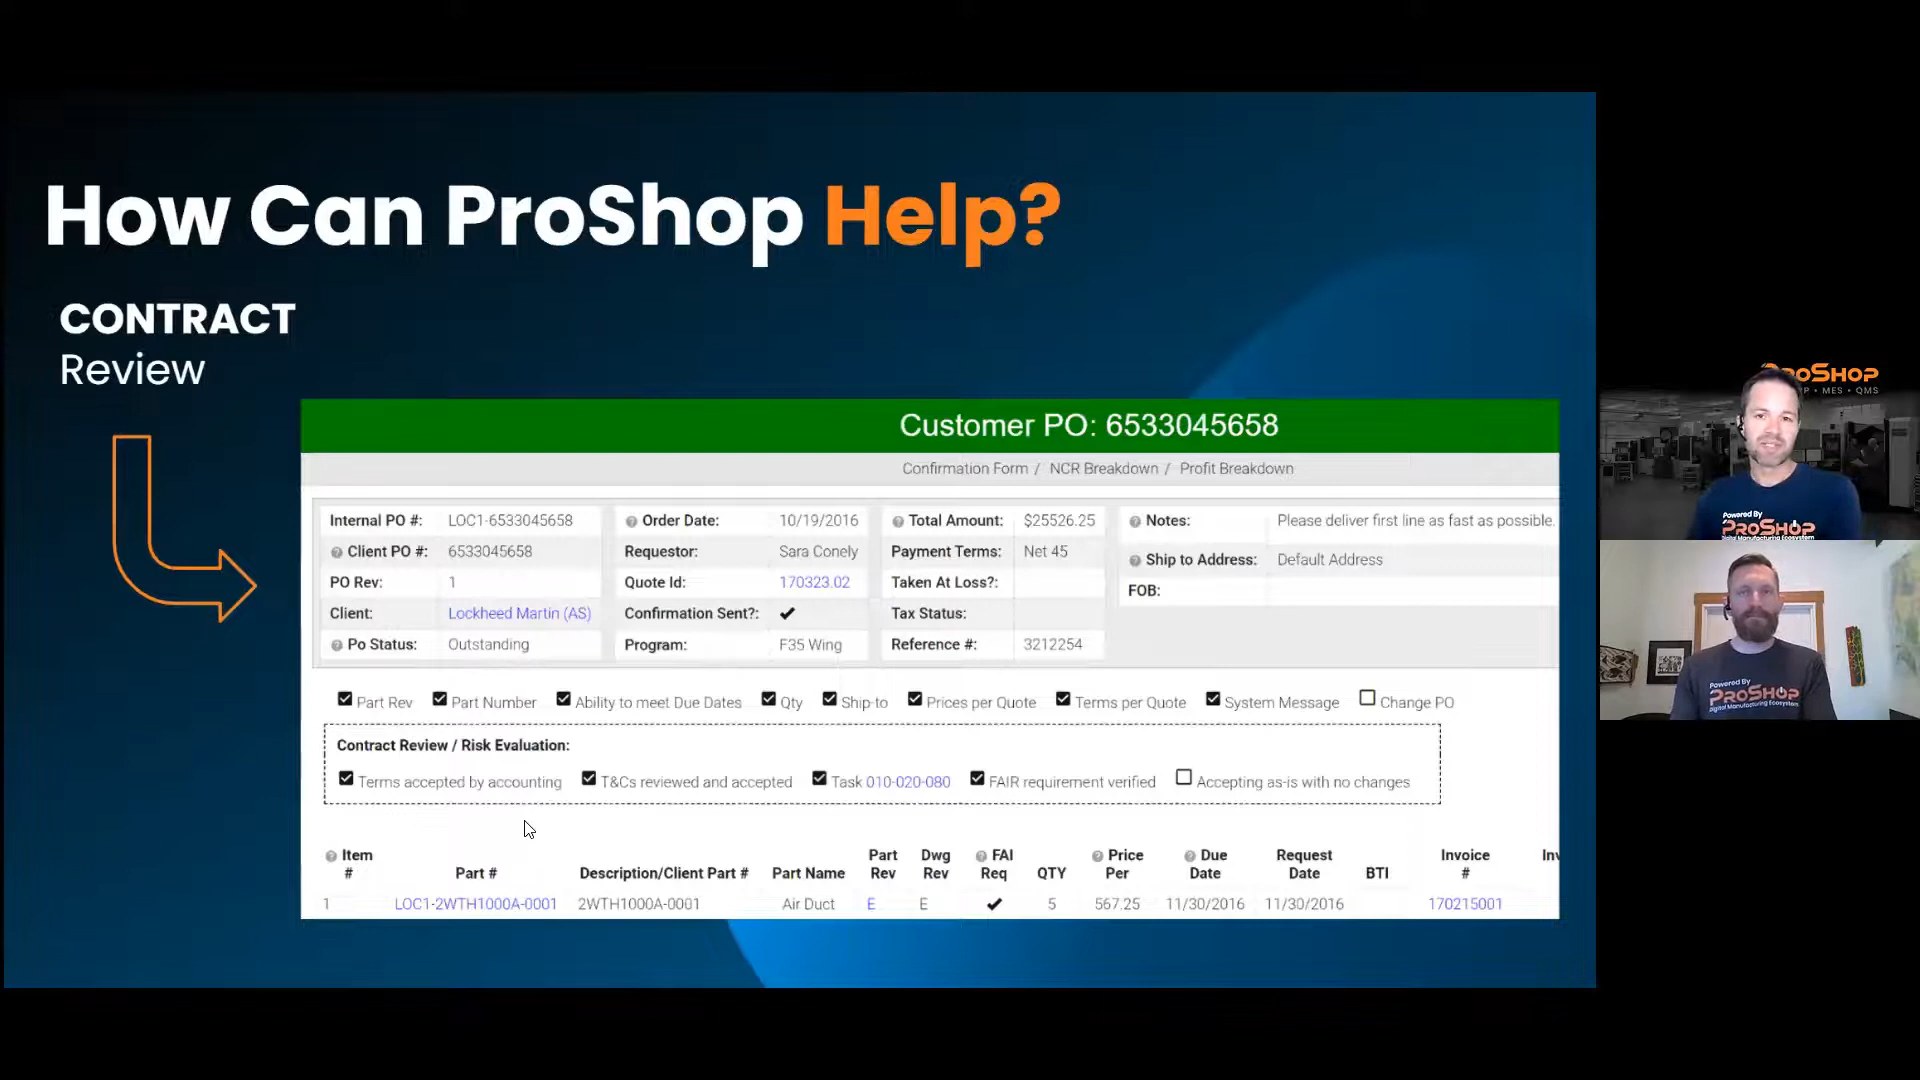 How Can ProShop Help?
CONTRACT
Review
Customer PO: 6533045658
Confirmation Form / NCR Breakdown / Profit Breakdown
Internal PO #: LOC1-6533045658 Order Date: 10/19/2016 Total Amount: $25526.25 Notes: Please deliver first line as fast as possible.
Client PO #: 6533045658 Requestor: Sara Conely Payment Terms: Net 45 Ship to Address: Default Address
PO Rev: 1 Quote Id: 170323.02 Taken At Loss?: FOB:
Client: Lockheed Martin (AS) Confirmation Sent?: ✔ Tax Status:
Po Status: Outstanding Program: F35 Wing Reference #: 3212254
Part Rev Part Number Ability to meet Due Dates Qty Ship-to Prices per Quote Terms per Quote System Message Change PO
Contract Review / Risk Evaluation:
Terms accepted by accounting T&Cs reviewed and accepted Task 010-020-080 FAIR requirement verified Accepting as-is with no changes
Item # Part # Description/Client Part # Part Name Part Rev Dwg Rev FAI Req QTY Price Per Due Date Request Date BTI Invoice #
1 LOC1-2WTH1000A-0001 2WTH1000A-0001 Air Duct E E ✔ 5 567.25 11/30/2016 11/30/2016 170215001
ProShop
• MES • QMS
Powered By
ProShop
Digital Manufacturing Ecosystem
Powered By
ProShop
Digital Manufacturing Ecosystem